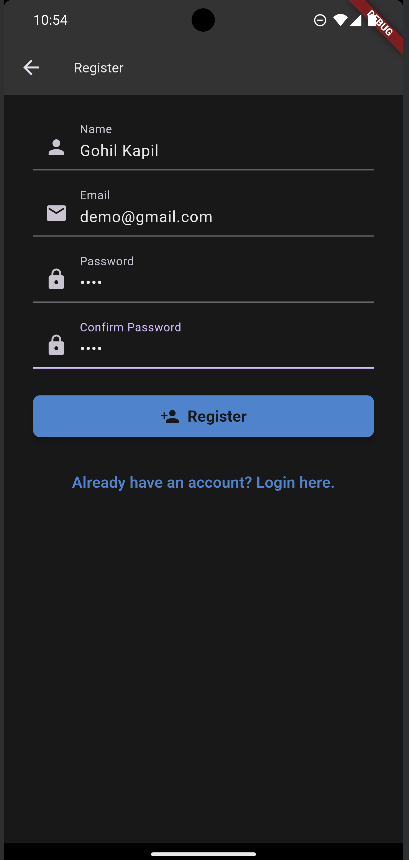 10:54
DEBUG
Register
Name
Gohil Kapil
Email
demo@gmail.com
Password
••••
Confirm Password
••••
Register
Already have an account? Login here.